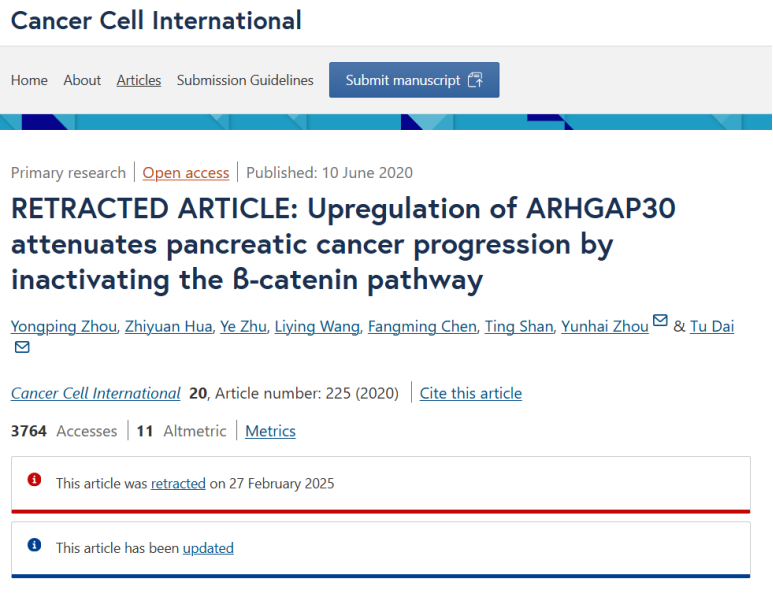 Cancer Cell International
Home About Articles Submission Guidelines Submit manuscript
Primary research Open access Published: 10 June 2020
RETRACTED ARTICLE: Upregulation of ARHGAP30
attenuates pancreatic cancer progression by
inactivating the ß-catenin pathway
Yongping Zhou, Zhiyuan Hua, Ye Zhu, Liying Wang, Fangming Chen, Ting Shan, Yunhai Zhou & Tu Dai
Cancer Cell International 20, Article number: 225 (2020) Cite this article
3764 Accesses 11 Altmetric Metrics
This article was retracted on 27 February 2025
This article has been updated